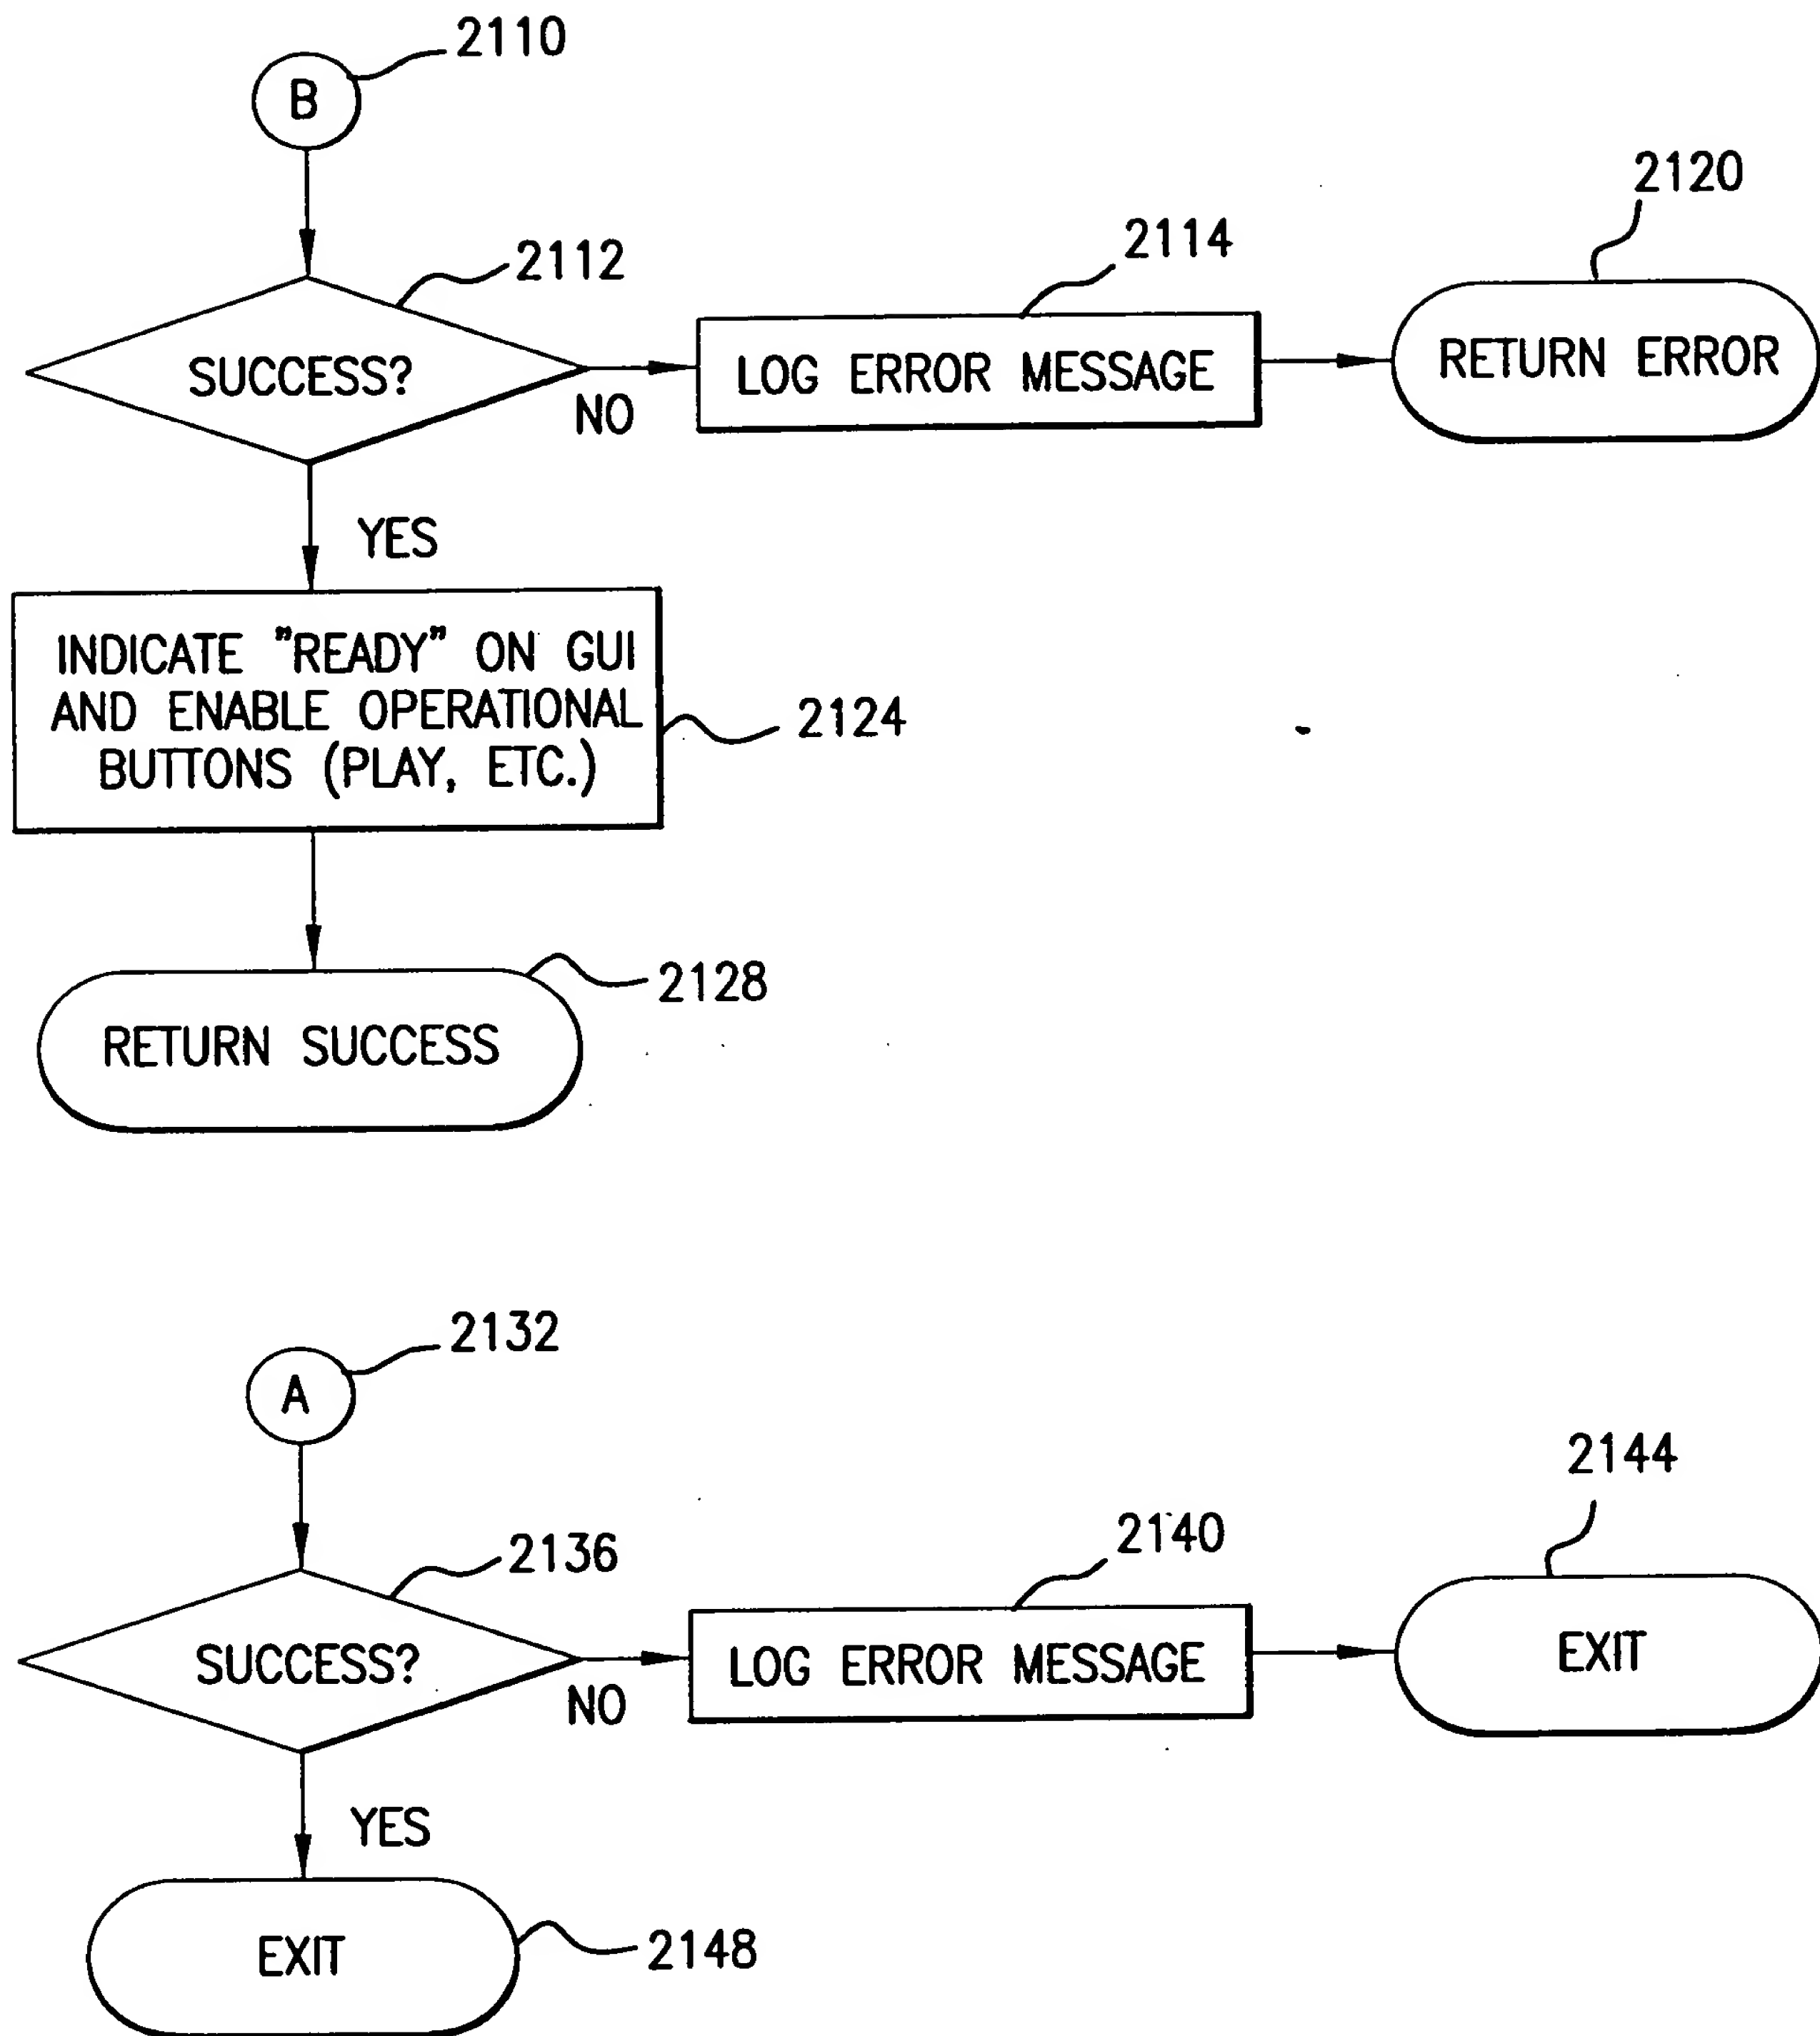 2110
B
2120
2114
2112
SUCCESS?
NO
LOG ERROR MESSAGE
RETURN ERROR
YES
INDICATE "READY" ON GUI
AND ENABLE OPERATIONAL
BUTTONS (PLAY, ETC.)
2124
2128
RETURN SUCCESS
2132
A
2144
2140
2136
SUCCESS?
NO
LOG ERROR MESSAGE
EXIT
YES
EXIT
2148